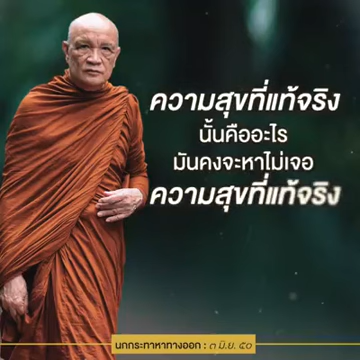 ความสุขที่แท้จริง
นั้นคืออะไร
มันคงจะหาไม่เจอ
ความสุขที่แท้จริง
นกกระทาหาทางออก : ๓ มิ.ย. ๕๐